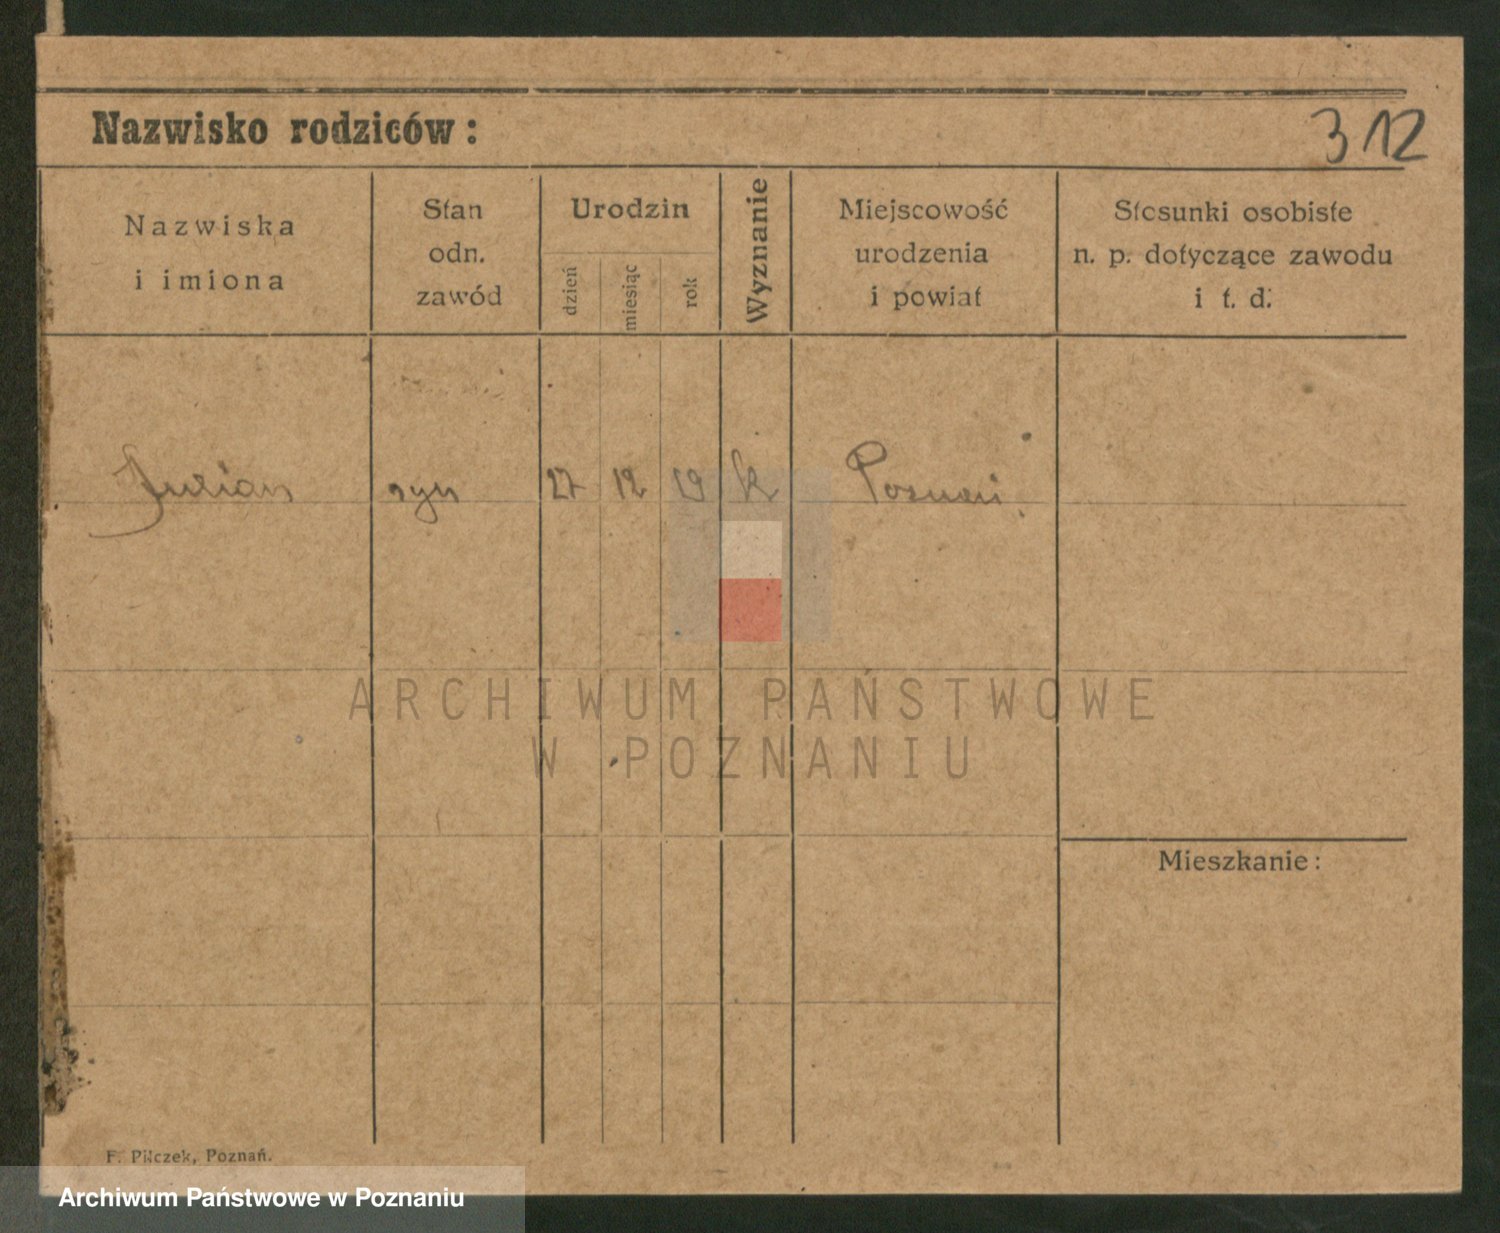 Nazwisko rodziców:
312
Nazwiska
i imiona
Stan
odn.
zawód
Urodzin
dzień
miesiąc
rok
Wyznanie
Miejscowość
urodzenia
i powiat
Stosunki osobiste
n. p. dotyczące zawodu
i t. d.
Julian syn 27 12 19 k Poznań.
ARCHIWUM PAŃSTWOWE
W POZNANIU
Mieszkanie:
F. Pilczek, Poznań.
Archiwum Państwowe w Poznaniu